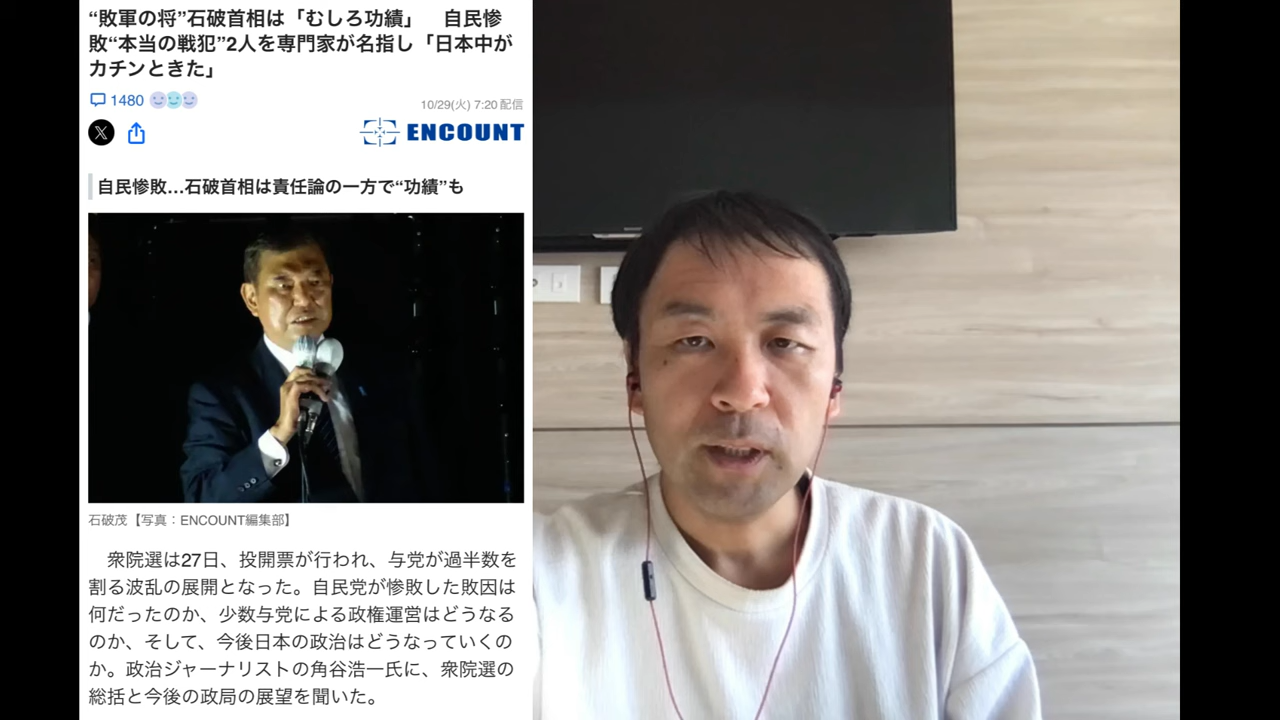 “敗軍の将”石破首相は「むしろ功績」　自民惨
敗“本当の戦犯”2人を専門家が名指し「日本中が
カチンときた」
1480
10/29(火) 7:20 配信
X
ENCOUNT
自民惨敗…石破首相は責任論の一方で“功績”も
石破茂【写真：ENCOUNT編集部】
　衆院選は27日、投開票が行われ、与党が過半数を
割る波乱の展開となった。自民党が惨敗した敗因は
何だったのか、少数与党による政権運営はどうなる
のか、そして、今後日本の政治はどうなっていくの
か。政治ジャーナリストの角谷浩一氏に、衆院選の
総括と今後の政局の展望を聞いた。